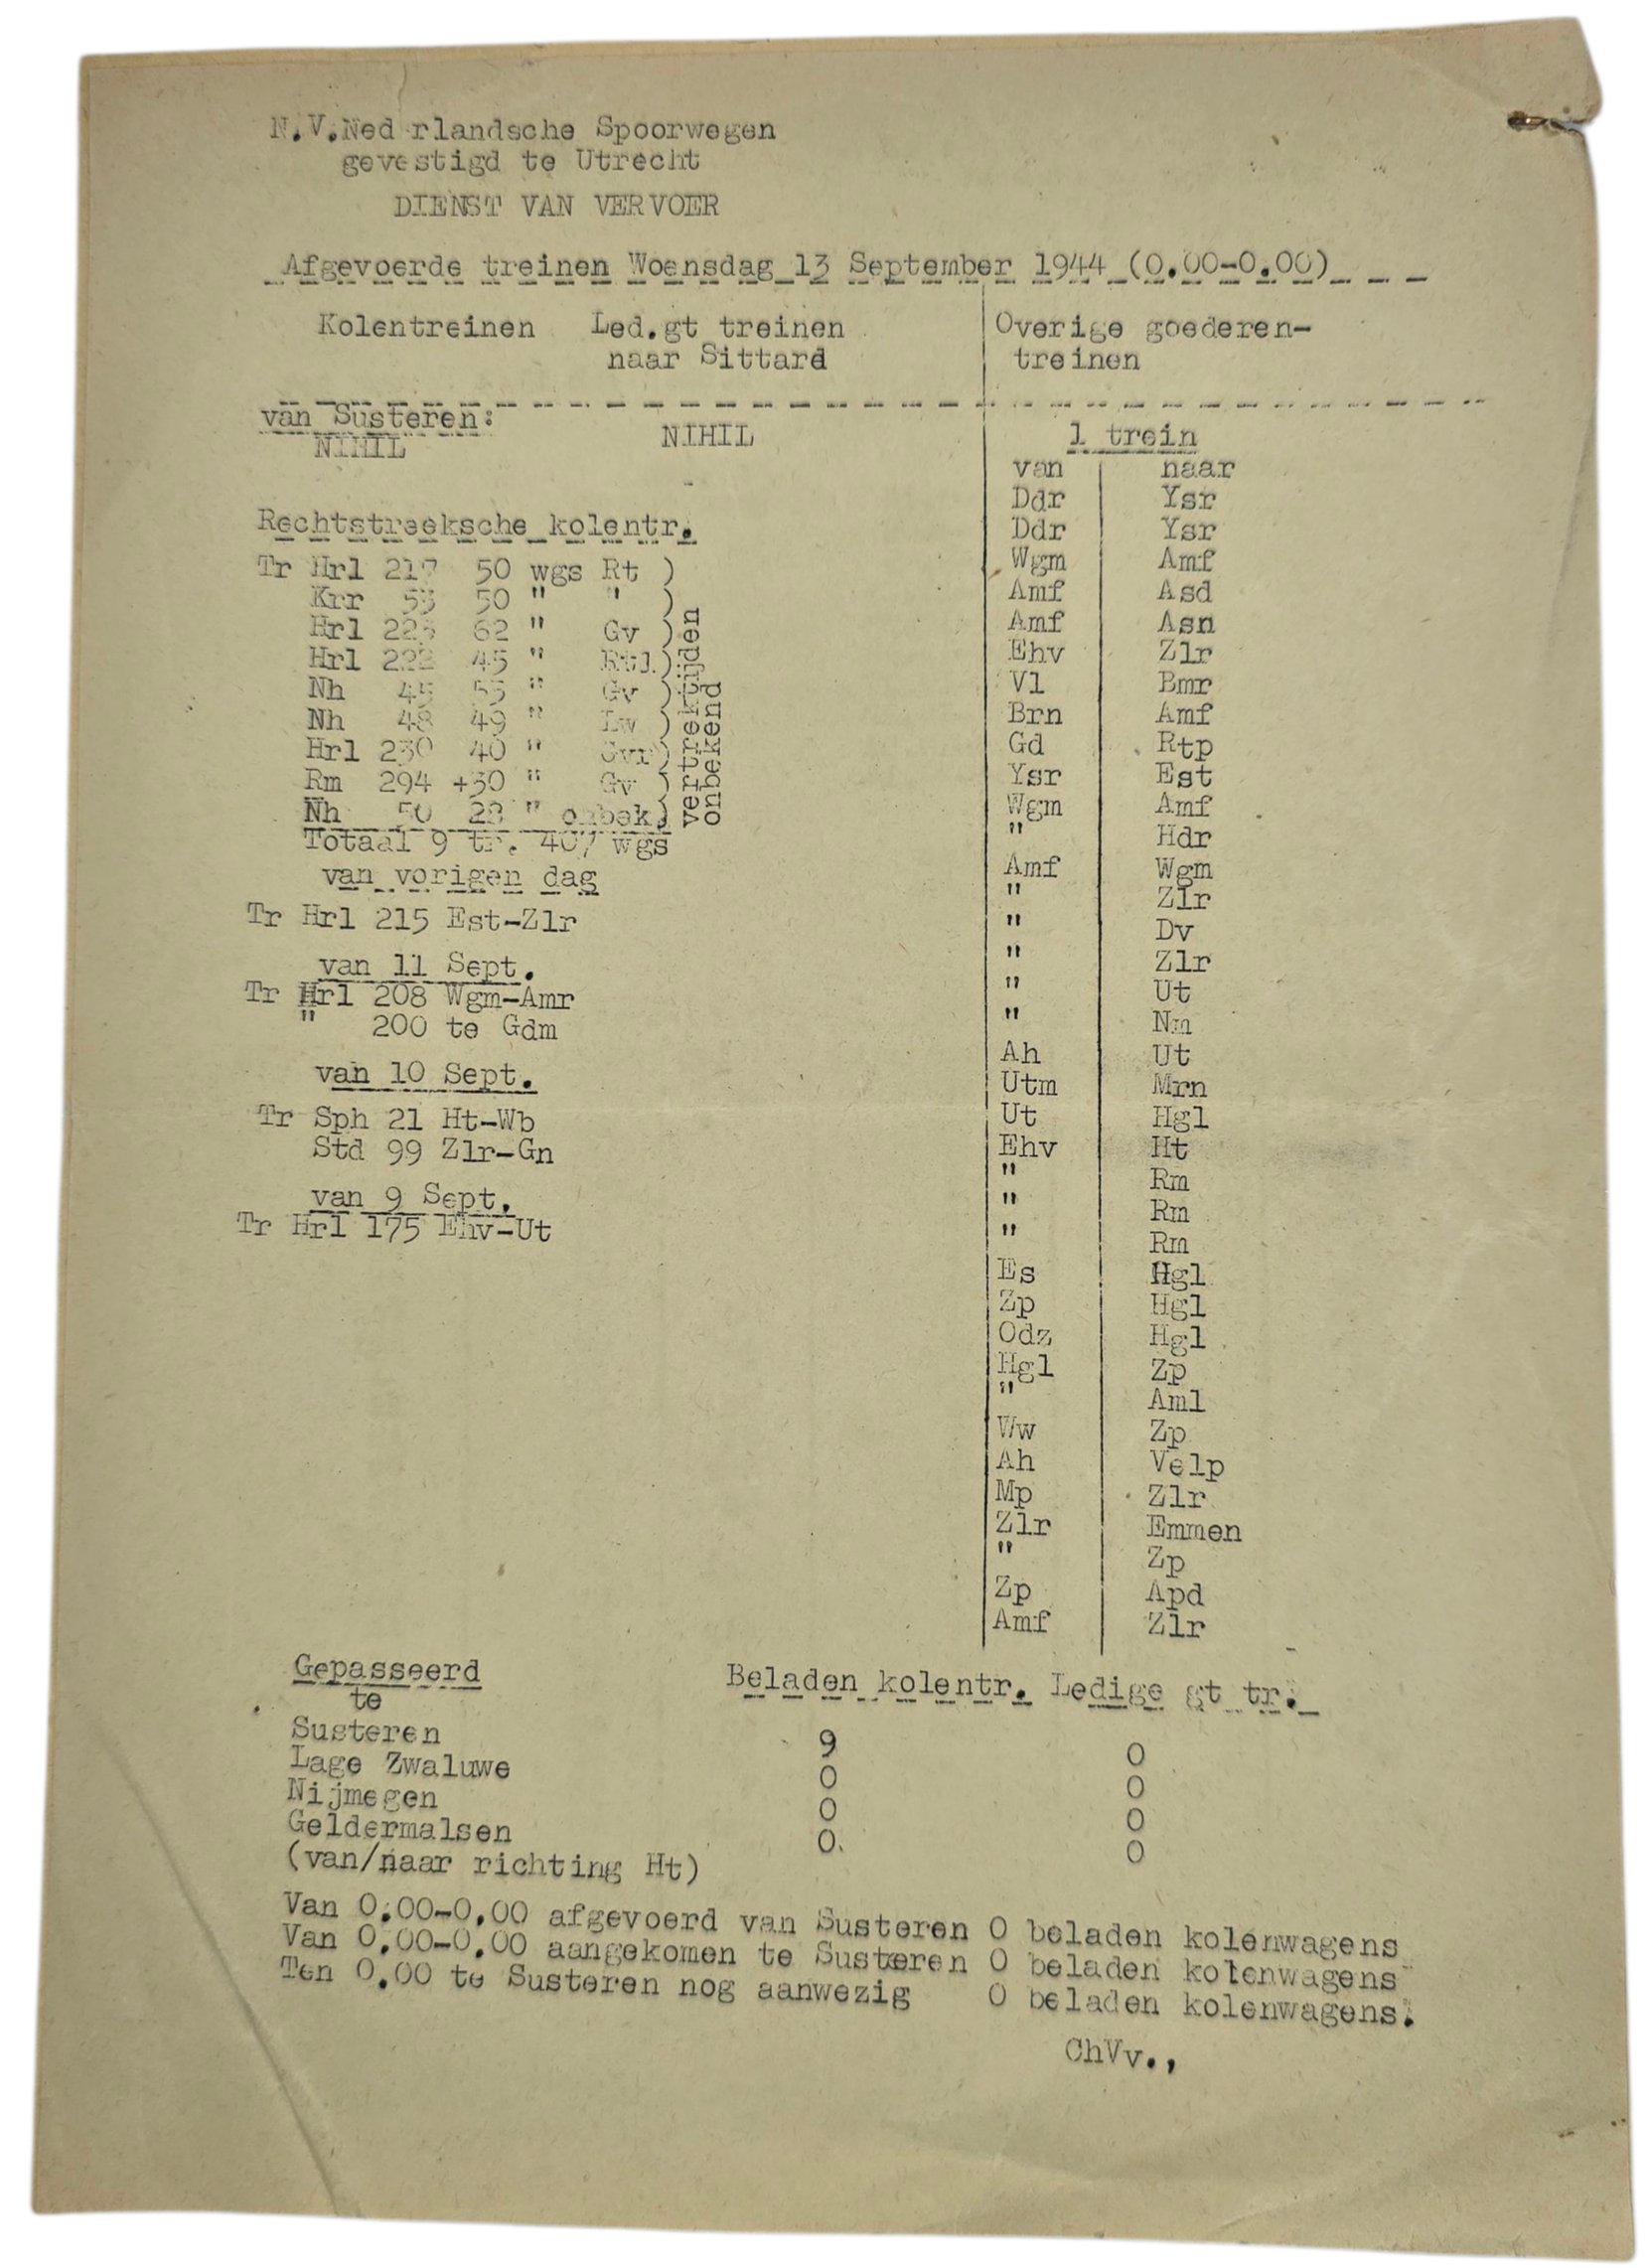 N.V.Ned rlandsche Spoorwegen
gevestigd te Utrecht
DIENST VAN VERVOER
Afgevoerde treinen Woensdag 13 September 1944 (0.00-0.00)
Kolentreinen Led.gt treinen
naar Sittard
Overige goederen-
treinen
van Susteren:
NIHIL
NIHIL
Rechtstreeksche kolentr.
Tr Hrl 217 50 wgs Rt )
Krr 53 50 " " )
Hrl 223 62 " Gv )
Hrl 222 45 " Rtl )
Nh 45 53 " Gv )
Nh 48 49 " Lw )
Hrl 230 40 " Gvr)
Rm 294 +30 " Gv )
Nh 50 28 " onbek)
vertrektijden
onbekend
Totaal 9 tr. 407 wgs
van vorigen dag
Tr Hrl 215 Est-Zlr
van 11 Sept.
Tr Hrl 208 Wgm-Amr
" 200 te Gdm
van 10 Sept.
Tr Sph 21 Ht-Wb
Std 99 Zlr-Gn
van 9 Sept.
Tr Hrl 175 Ehv-Ut
1 trein
van naar
Ddr Ysr
Ddr Ysr
Wgm Amf
Amf Asd
Amf Asn
Ehv Zlr
Vl Bmr
Brn Amf
Gd Rtp
Ysr Est
Wgm Amf
" Hdr
Amf Wgm
" Zlr
" Dv
" Zlr
" Ut
" Nm
Ah Ut
Utm Mrn
Ut Hgl
Ehv Ht
" Rm
" Rm
" Rm
Es Hgl
Zp Hgl
Odz Hgl
Hgl Zp
" Aml
Ww Zp
Ah Velp
Mp Zlr
Zlr Emmen
" Zp
Zp Apd
Amf Zlr
Gepasseerd Beladen kolentr. Ledige gt tr.
te
Susteren 9 0
Lage Zwaluwe 0 0
Nijmegen 0 0
Geldermalsen 0. 0
(van/naar richting Ht)
Van 0.00-0.00 afgevoerd van Susteren 0 beladen kolenwagens
Van 0.00-0.00 aangekomen te Susteren 0 beladen kolenwagens
Ten 0.00 te Susteren nog aanwezig 0 beladen kolenwagens.
ChVv.,